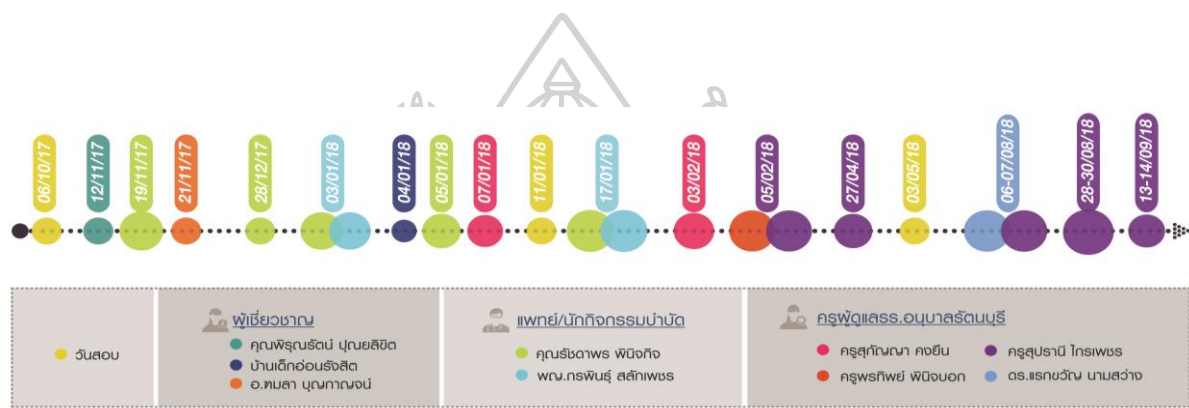 06/10/17
12/11/17
19/11/17
21/11/17
28/12/17
03/01/18
04/01/18
05/01/18
07/01/18
11/01/18
17/01/18
03/02/18
05/02/18
27/04/18
03/05/18
06-07/08/18
28-30/08/18
13-14/09/18
วันสอบ
ผู้เชี่ยวชาญ
คุณพิรุณรัตน์ ปุณยลิขิต
บ้านเด็กอ่อนรังสิต
อ.ฑมลา บุญกาญจน์
แพทย์/นักกิจกรรมบำบัด
คุณรัชดาพร พินิจกิจ
พญ.กรพินธุ์ สลักเพชร
ครูผู้ดูแลรร.อนุบาลรัตนบุรี
ครูสุกัญญา คงยืน
ครูพรทิพย์ พินิจบอก
ครูสุปรานี ไกรเพชร
ดร.แรกขวัญ นามสว่าง